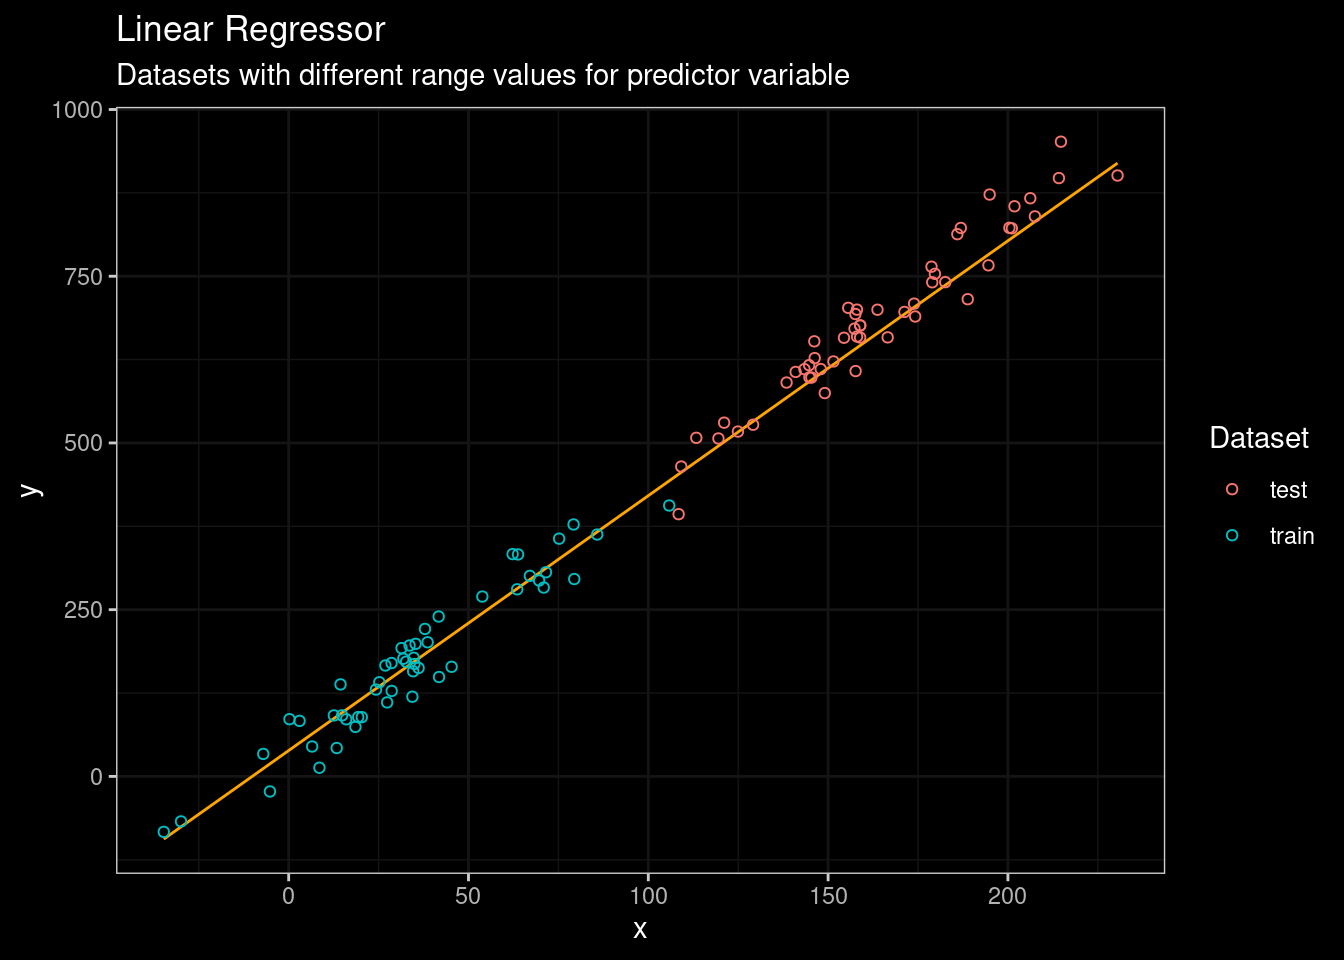 Linear Regressor
Datasets with different range values for predictor variable
1000
750
500
250
0
y
0
50
100
150
200
x
Dataset
test
train